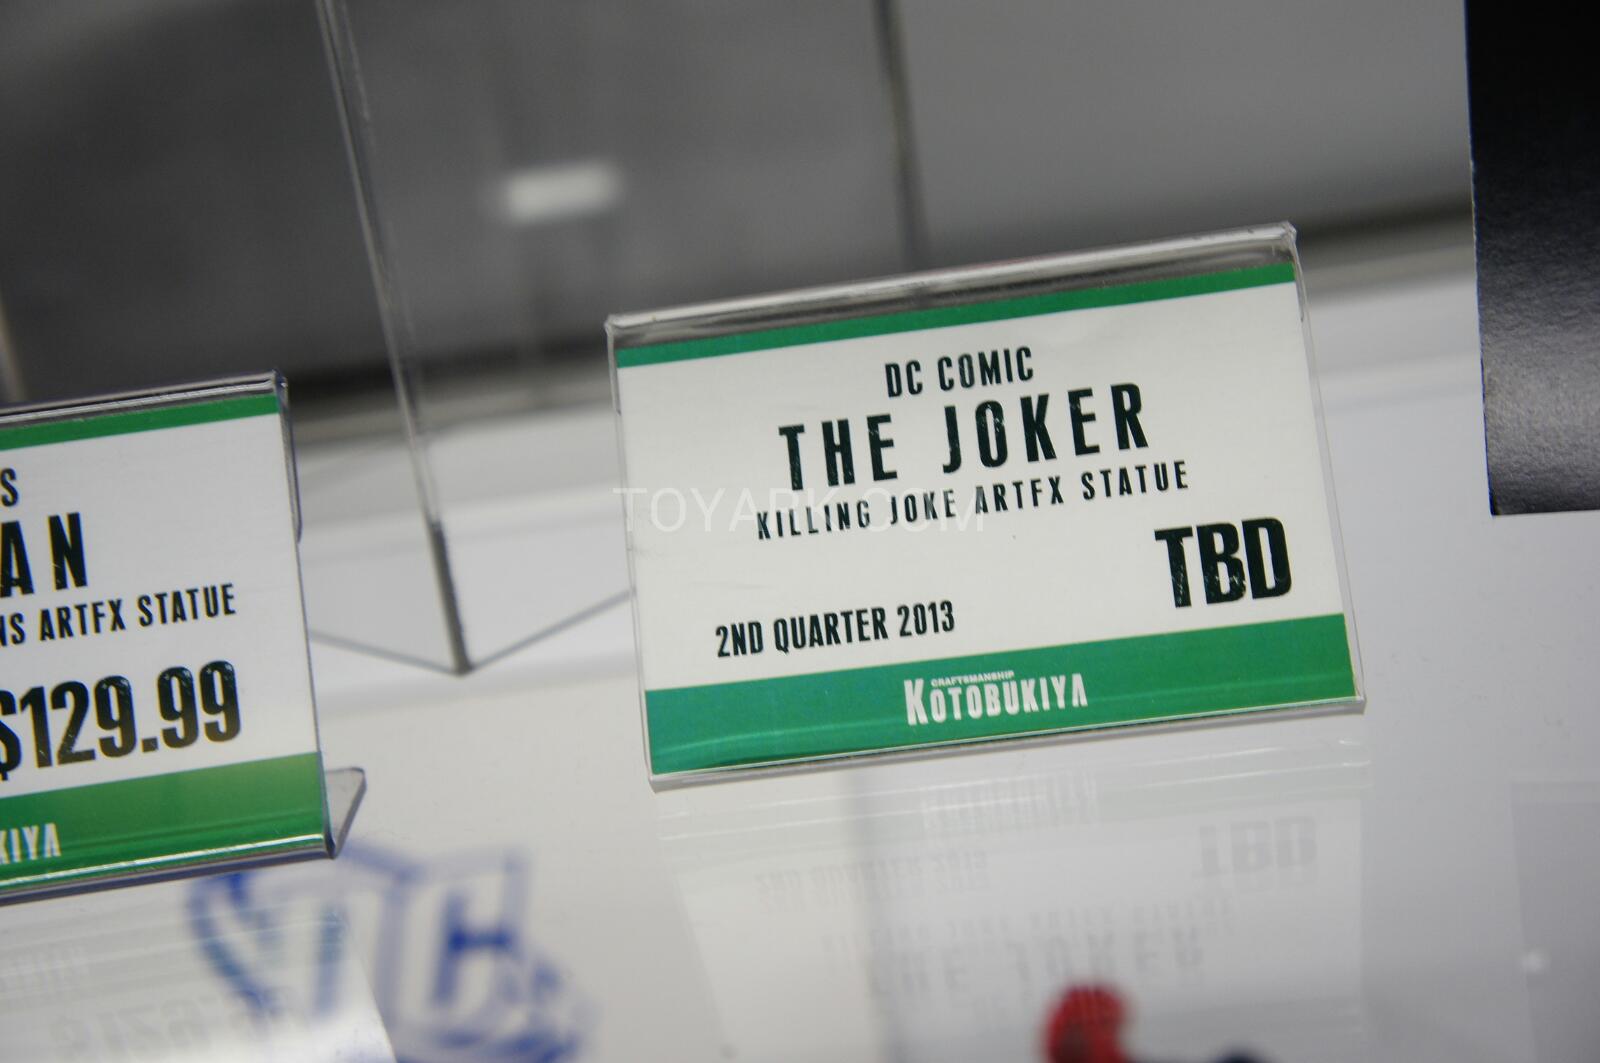 DC COMIC
THE JOKER
KILLING JOKE ARTFX STATUE
TBD
2ND QUARTER 2013
CRAFTSMANSHIP
KOTOBUKIYA
S
AN
NS ARTFX STATUE
$129.99
KIYA
TOYARK.COM